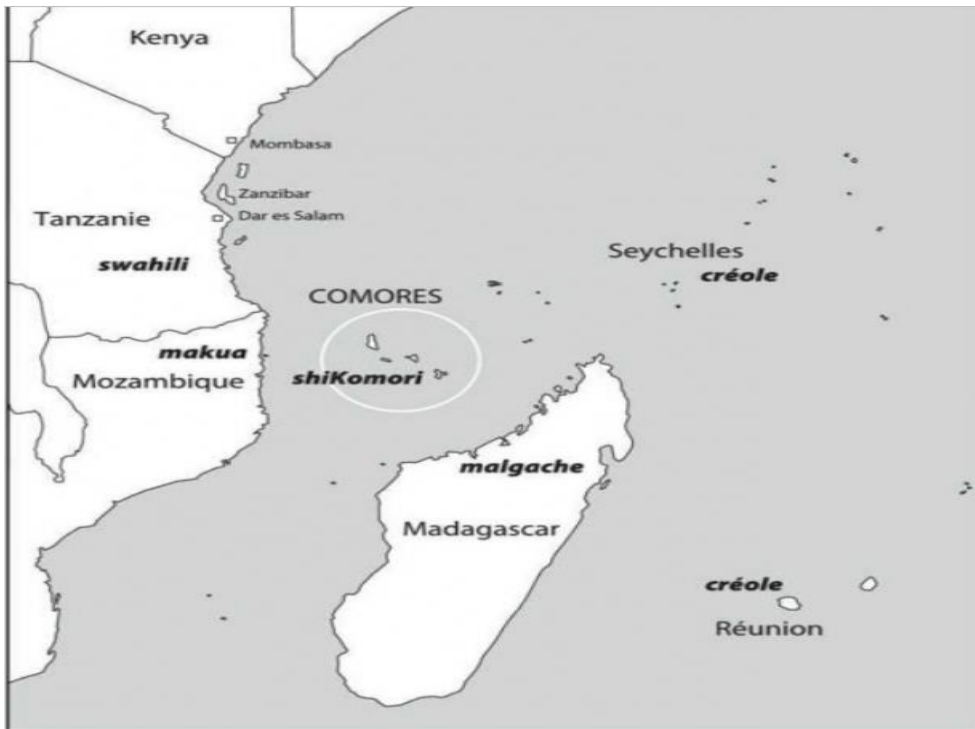 Kenya
Mombasa
Zanzibar
Dar es Salam
Tanzanie
swahili
Seychelles
créole
COMORES
makua
Mozambique
shiKomori
malgache
Madagascar
créole
Réunion